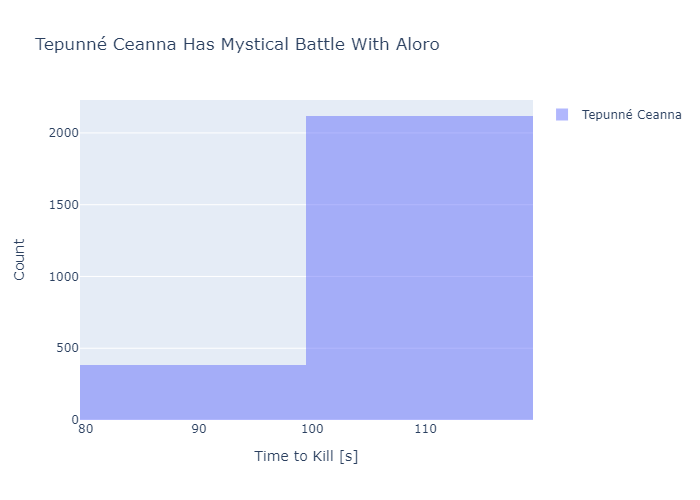 Tepunné Ceanna Has Mystical Battle With Aloro
Tepunné Ceanna
2000
1500
1000
500
0
80
90
100
110
Count
Time to Kill [s]